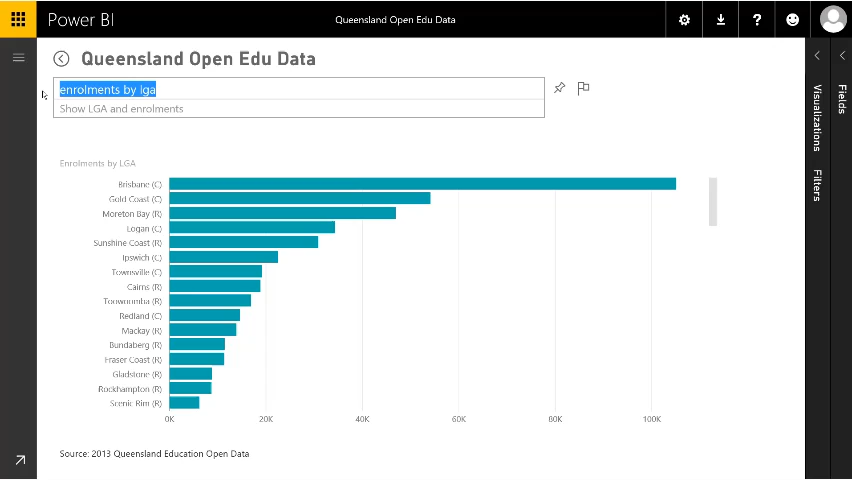 Power BI
Queensland Open Edu Data
?
Queensland Open Edu Data
enrolments by lga
Show LGA and enrolments
Enrolments by LGA
Brisbane (C)
Gold Coast (C)
Moreton Bay (R)
Logan (C)
Sunshine Coast (R)
Ipswich (C)
Townsville (C)
Cairns (R)
Toowoomba (R)
Redland (C)
Mackay (R)
Bundaberg (R)
Fraser Coast (R)
Gladstone (R)
Rockhampton (R)
Scenic Rim (R)
0K 20K 40K 60K 80K 100K
Source: 2013 Queensland Education Open Data
Visualizations
Filters
Fields